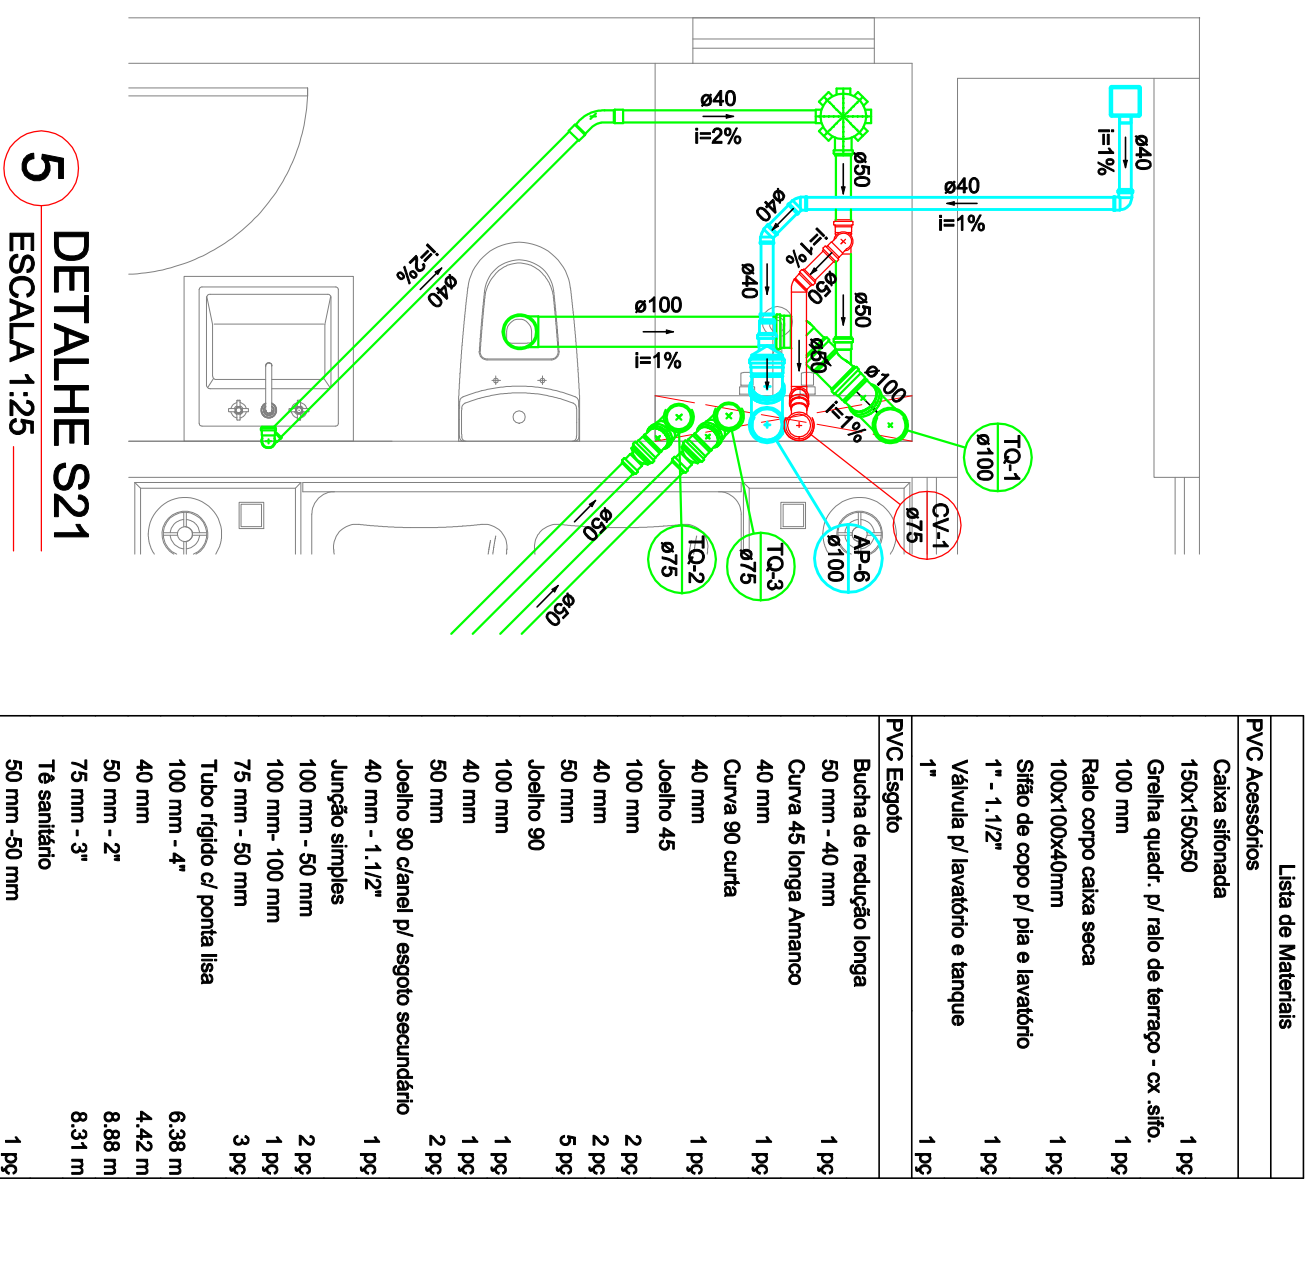 ø40
i=2%
ø50
ø40
i=1%
ø40
i=1%
ø40
i=1%
ø50
ø40
ø50
i=2%
ø40
ø100
i=1%
ø50
ø100
i=1%
TQ-1
ø100
CV-1
ø75
AP-6
ø100
TQ-3
ø75
TQ-2
ø75
ø50
ø50
5
DETALHE S21
ESCALA 1:25
Lista de Materiais
PVC Acessórios
Caixa sifonada
150x150x50 1 pç
Grelha quadr. p/ ralo de terraço - cx .sifo.
100 mm 1 pç
Ralo corpo caixa seca
100x100x40mm 1 pç
Sifão de copo p/ pia e lavatório
1" - 1.1/2" 1 pç
Válvula p/ lavatório e tanque
1" 1 pç
PVC Esgoto
Bucha de redução longa
50 mm - 40 mm 1 pç
Curva 45 longa Amanco
40 mm 1 pç
Curva 90 curta
40 mm 1 pç
Joelho 45
100 mm 2 pç
40 mm 2 pç
50 mm 5 pç
Joelho 90
100 mm 1 pç
40 mm 1 pç
50 mm 2 pç
Joelho 90 c/anel p/ esgoto secundário
40 mm - 1.1/2" 1 pç
Junção simples
100 mm - 50 mm 2 pç
100 mm- 100 mm 1 pç
75 mm - 50 mm 3 pç
Tubo rígido c/ ponta lisa
100 mm - 4" 6.38 m
40 mm 4.42 m
50 mm - 2" 8.88 m
75 mm - 3" 8.31 m
Tê sanitário
50 mm -50 mm 1 pç